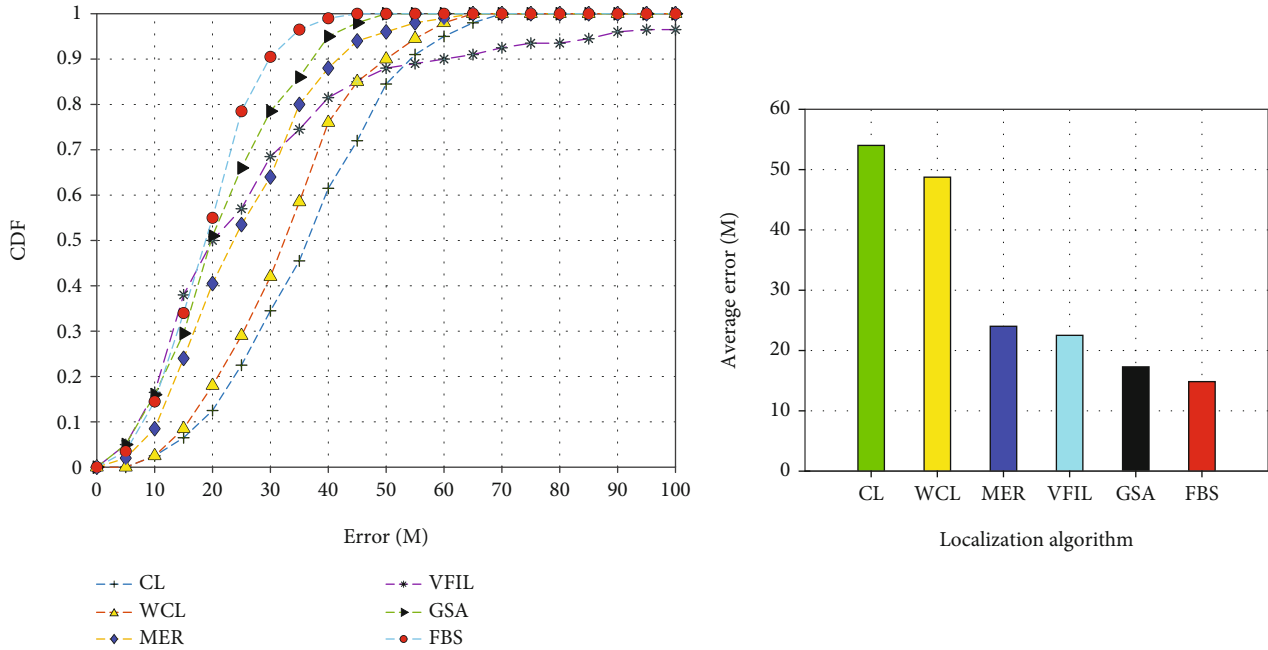 1
0.9
0.8
0.7
0.6
0.5
0.4
0.3
0.2
0.1
0
CDF
0 10 20 30 40 50 60 70 80 90 100
Error (M)
CL
WCL
MER
VFIL
GSA
FBS
60
50
40
30
20
10
0
Average error (M)
CL WCL MER VFIL GSA FBS
Localization algorithm